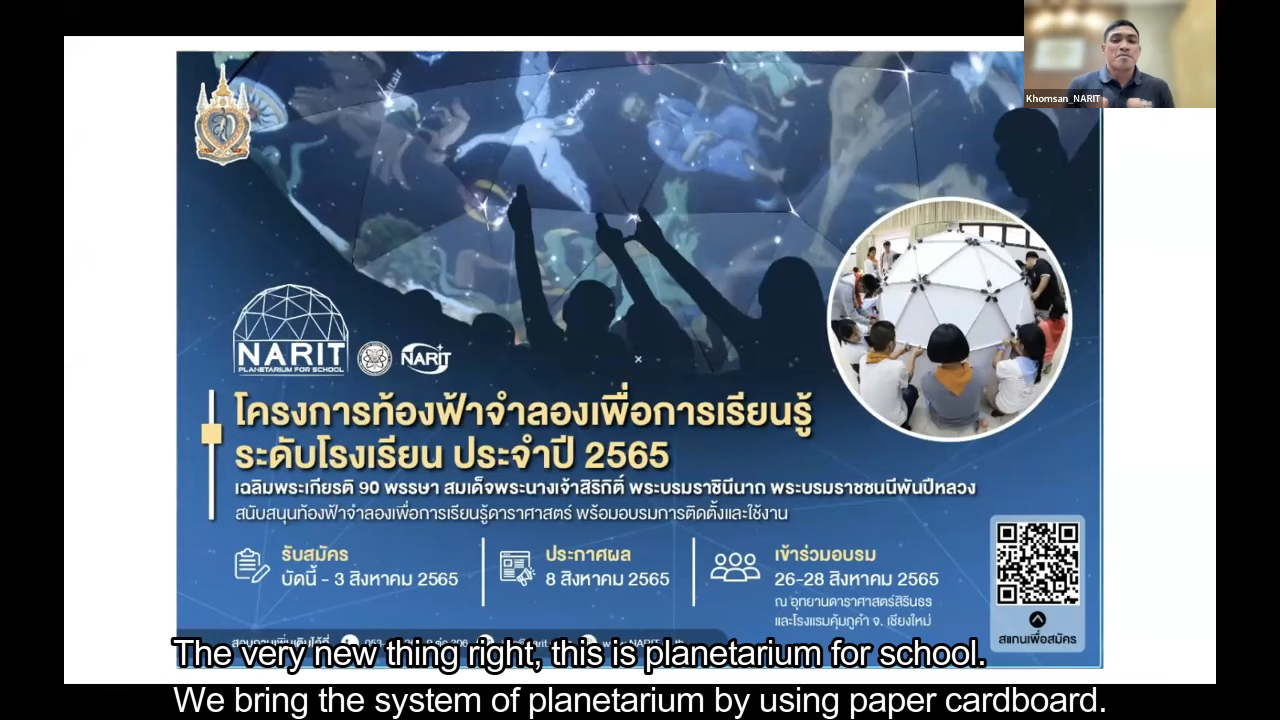 Khomsan_NARIT
Altair
Deneb
NARIT
PLANETARIUM FOR SCHOOL
NARIT
โครงการท้องฟ้าจำลองเพื่อการเรียนรู้
ระดับโรงเรียน ประจำปี 2565
เฉลิมพระเกียรติ 90 พรรษา สมเด็จพระนางเจ้าสิริกิติ์ พระบรมราชินีนาถ พระบรมราชชนนีพันปีหลวง
สนับสนุนท้องฟ้าจำลองเพื่อการเรียนรู้ดาราศาสตร์ พร้อมอบรมการติดตั้งและใช้งาน
รับสมัคร
บัดนี้ - 3 สิงหาคม 2565
ประกาศผล
8 สิงหาคม 2565
เข้าร่วมอบรม
26-28 สิงหาคม 2565
ณ อุทยานดาราศาสตร์สิรินธร
และโรงแรมคุ้มภูคำ จ. เชียงใหม่
สแกนเพื่อสมัคร
The very new thing right, this is planetarium for school.
We bring the system of planetarium by using paper cardboard.